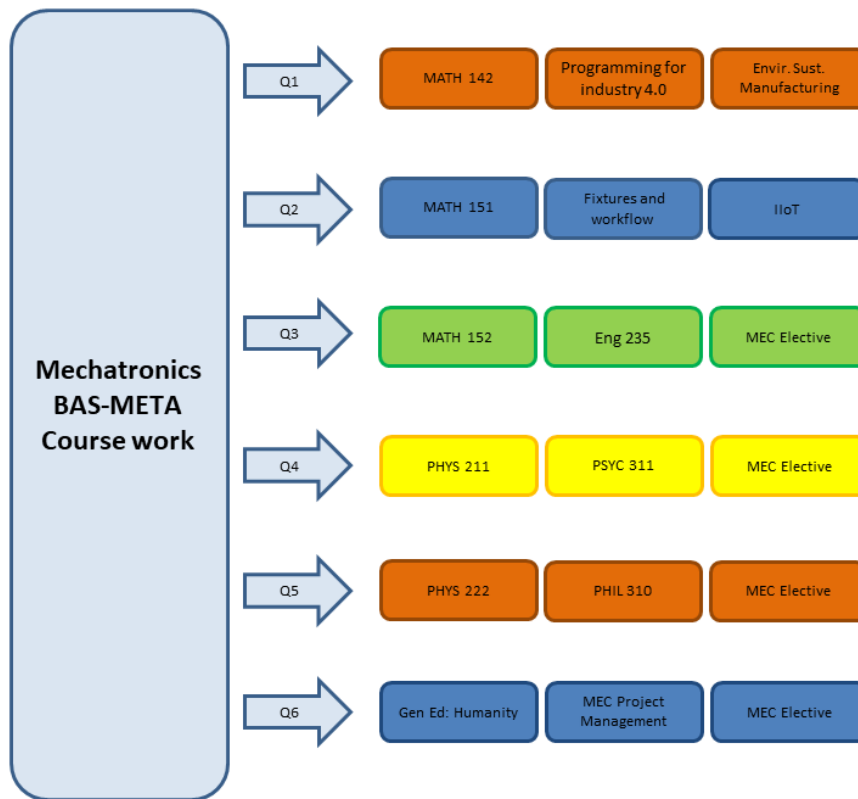 Mechatronics
BAS-META
Course work
Q1
MATH 142
Programming for
industry 4.0
Envir. Sust.
Manufacturing
Q2
MATH 151
Fixtures and
workflow
IIoT
Q3
MATH 152
Eng 235
MEC Elective
Q4
PHYS 211
PSYC 311
MEC Elective
Q5
PHYS 222
PHIL 310
MEC Elective
Q6
Gen Ed: Humanity
MEC Project
Management
MEC Elective